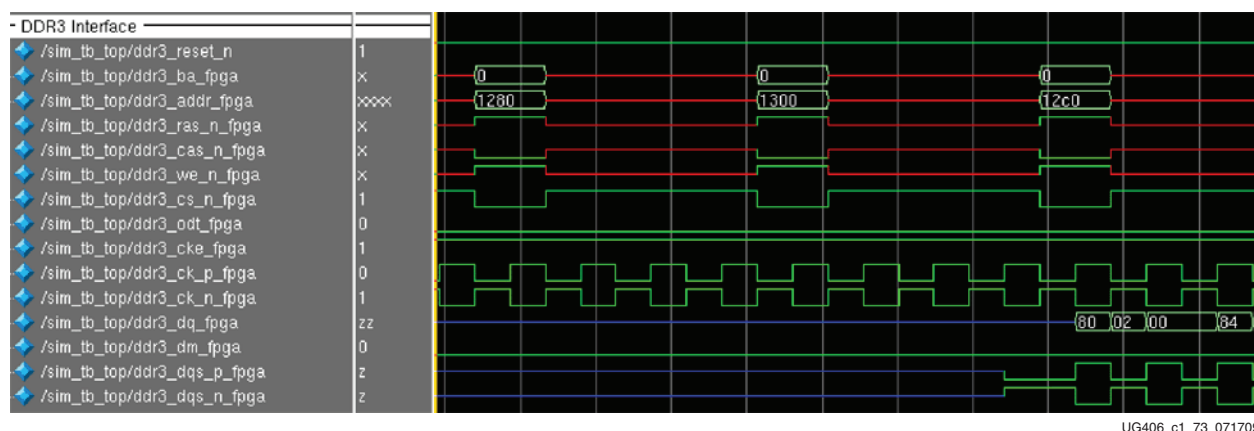 - DDR3 Interface
/sim_tb_top/ddr3_reset_n 1
/sim_tb_top/ddr3_ba_fpga x 0 0 0
/sim_tb_top/ddr3_addr_fpga xxxx 1280 1300 12c0
/sim_tb_top/ddr3_ras_n_fpga x
/sim_tb_top/ddr3_cas_n_fpga x
/sim_tb_top/ddr3_we_n_fpga x
/sim_tb_top/ddr3_cs_n_fpga 1
/sim_tb_top/ddr3_odt_fpga 0
/sim_tb_top/ddr3_cke_fpga 1
/sim_tb_top/ddr3_ck_p_fpga 0
/sim_tb_top/ddr3_ck_n_fpga 1
/sim_tb_top/ddr3_dq_fpga zz 80 02 00 84
/sim_tb_top/ddr3_dm_fpga 0
/sim_tb_top/ddr3_dqs_p_fpga z
/sim_tb_top/ddr3_dqs_n_fpga z